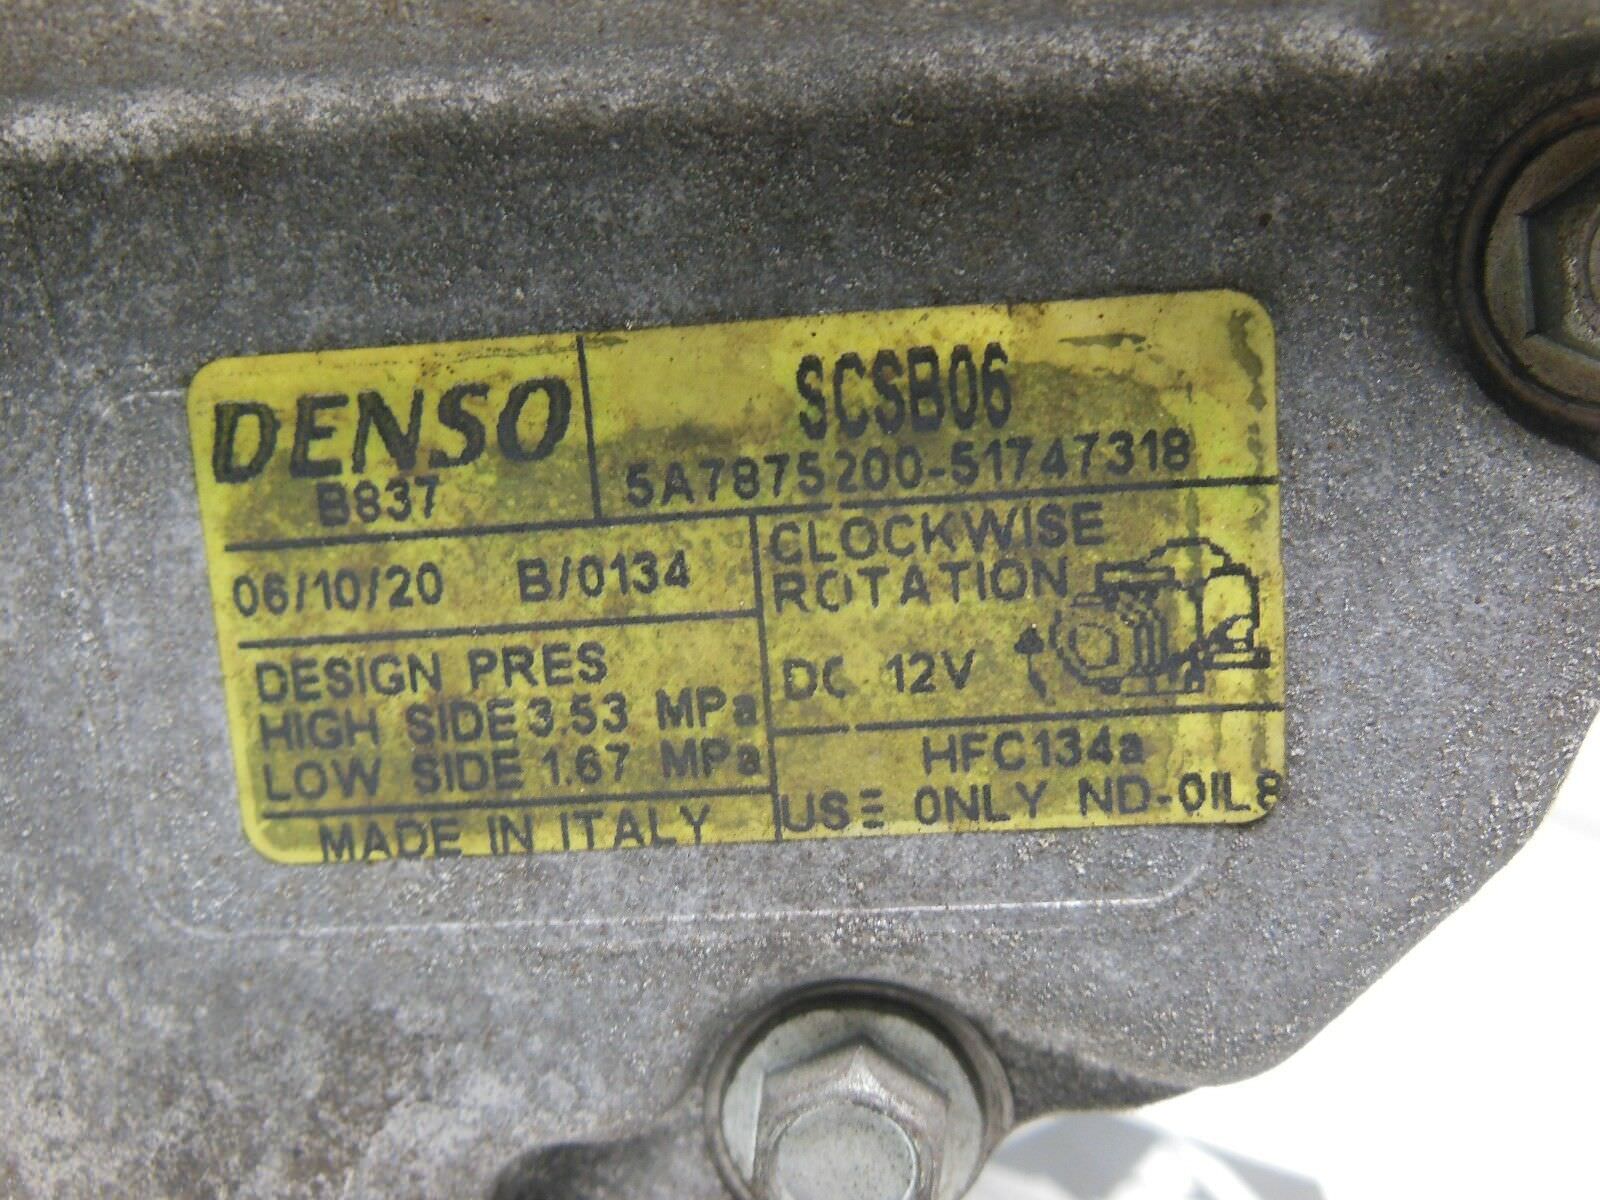 DENSO
B837
SCSB06
5A7875200-51747318
06/10/20 B/0134
DESIGN PRES
HIGH SIDE 3.53 MPa
LOW SIDE 1.67 MPa
MADE IN ITALY
CLOCKWISE
ROTATION
DC 12V
HFC134a
USE ONLY ND-OIL8